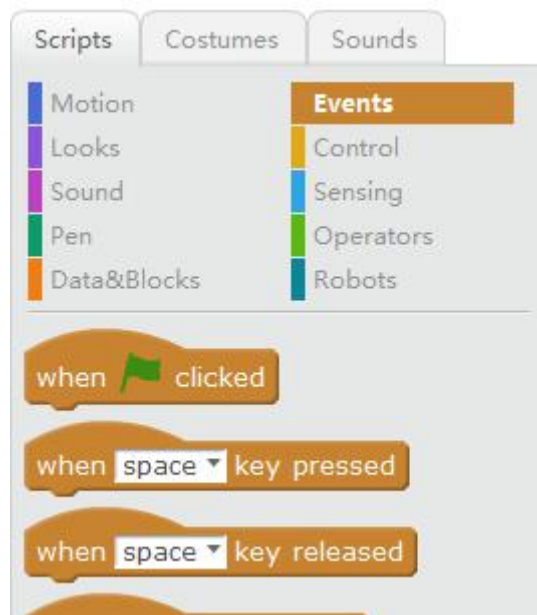 Scripts Costumes Sounds
Motion Events
Looks Control
Sound Sensing
Pen Operators
Data&Blocks Robots
when clicked
when space key pressed
when space key released